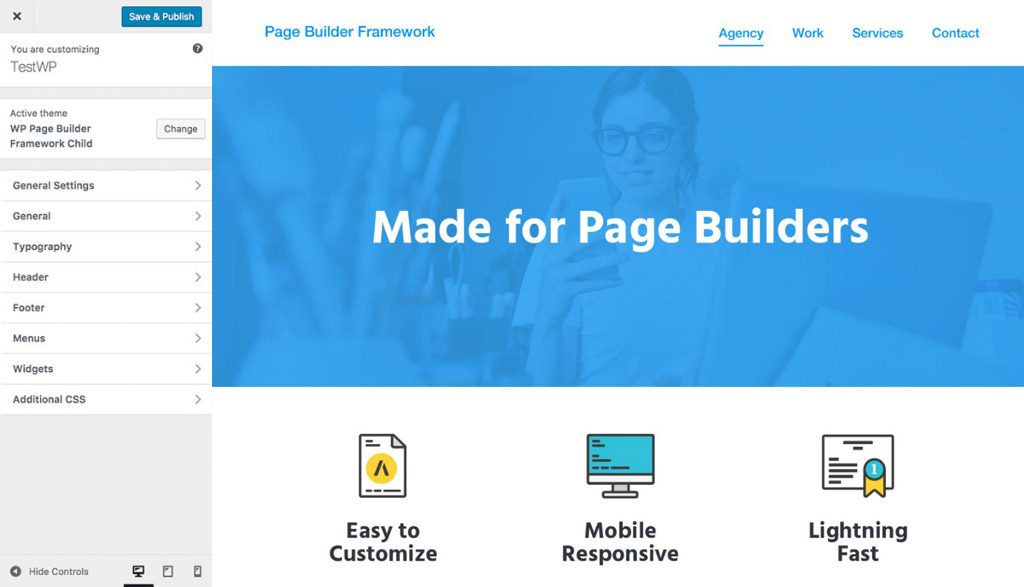 Save & Publish
You are customizing
TestWP
Active theme
WP Page Builder
Framework Child
Change
General Settings
General
Typography
Header
Footer
Menus
Widgets
Additional CSS
Hide Controls
Page Builder Framework
Agency
Work
Services
Contact
Made for Page Builders
1
Easy to
Customize
Mobile
Responsive
Lightning
Fast